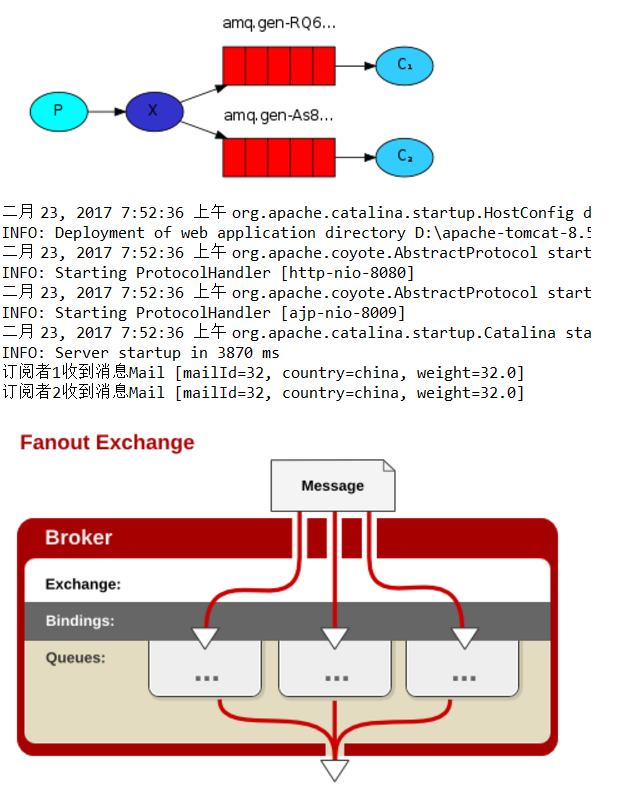 amq.gen-RQ6...
C₁
P
X
amq.gen-As8...
C₂
二月 23, 2017 7:52:36 上午 org.apache.catalina.startup.HostConfig d
INFO: Deployment of web application directory D:\apache-tomcat-8.5
二月 23, 2017 7:52:36 上午 org.apache.coyote.AbstractProtocol start
INFO: Starting ProtocolHandler [http-nio-8080]
二月 23, 2017 7:52:36 上午 org.apache.coyote.AbstractProtocol start
INFO: Starting ProtocolHandler [ajp-nio-8009]
二月 23, 2017 7:52:36 上午 org.apache.catalina.startup.Catalina sta
INFO: Server startup in 3870 ms
订阅者1收到消息Mail [mailId=32, country=china, weight=32.0]
订阅者2收到消息Mail [mailId=32, country=china, weight=32.0]
Fanout Exchange
Message
Broker
Exchange:
Bindings:
Queues:
... ... ...